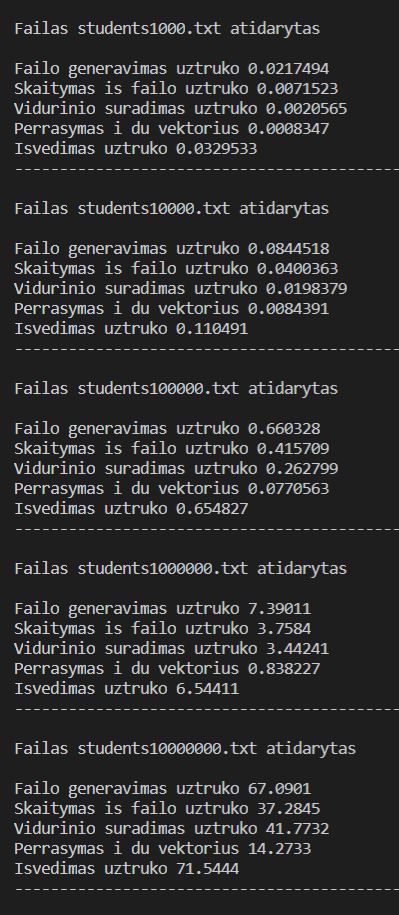 Failas students1000.txt atidarytas
Failo generavimas uztruko 0.0217494
Skaitymas is failo uztruko 0.0071523
Vidurinio suradimas uztruko 0.0020565
Perrasymas i du vektorius 0.0008347
Isvedimas uztruko 0.0329533
-------------------------------------------
Failas students10000.txt atidarytas
Failo generavimas uztruko 0.0844518
Skaitymas is failo uztruko 0.0400363
Vidurinio suradimas uztruko 0.0198379
Perrasymas i du vektorius 0.0084391
Isvedimas uztruko 0.110491
-------------------------------------------
Failas students100000.txt atidarytas
Failo generavimas uztruko 0.660328
Skaitymas is failo uztruko 0.415709
Vidurinio suradimas uztruko 0.262799
Perrasymas i du vektorius 0.0770563
Isvedimas uztruko 0.654827
-------------------------------------------
Failas students1000000.txt atidarytas
Failo generavimas uztruko 7.39011
Skaitymas is failo uztruko 3.7584
Vidurinio suradimas uztruko 3.44241
Perrasymas i du vektorius 0.838227
Isvedimas uztruko 6.54411
-------------------------------------------
Failas students10000000.txt atidarytas
Failo generavimas uztruko 67.0901
Skaitymas is failo uztruko 37.2845
Vidurinio suradimas uztruko 41.7732
Perrasymas i du vektorius 14.2733
Isvedimas uztruko 71.5444
-------------------------------------------